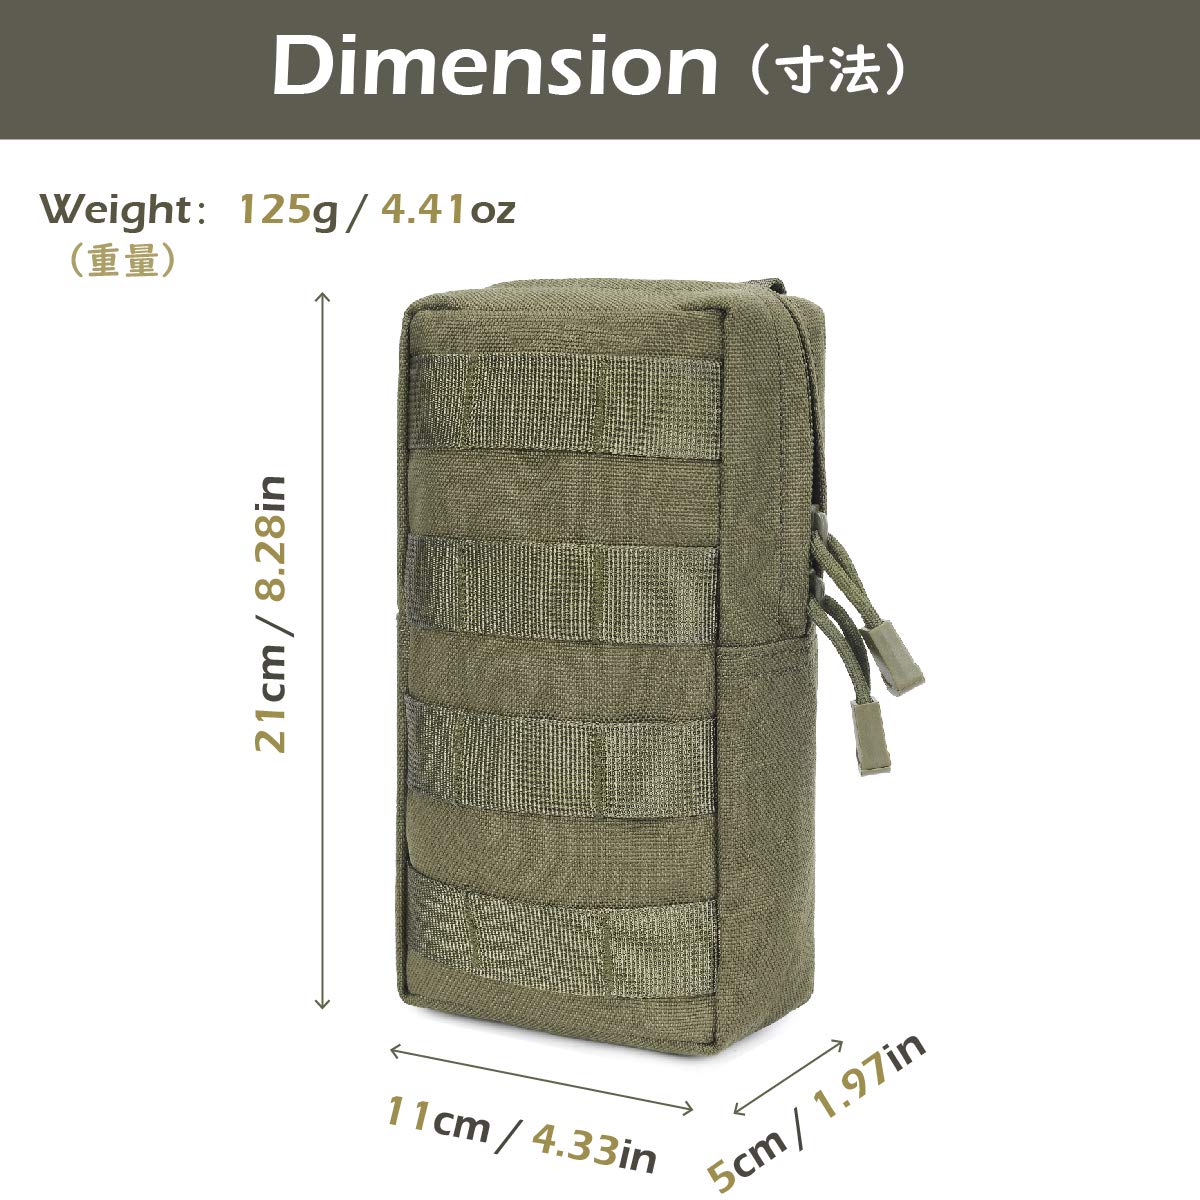 Dimension（寸法）
Weight： 125g / 4.41oz
（重量）
21cm / 8.28in
11cm / 4.33in
5cm / 1.97in